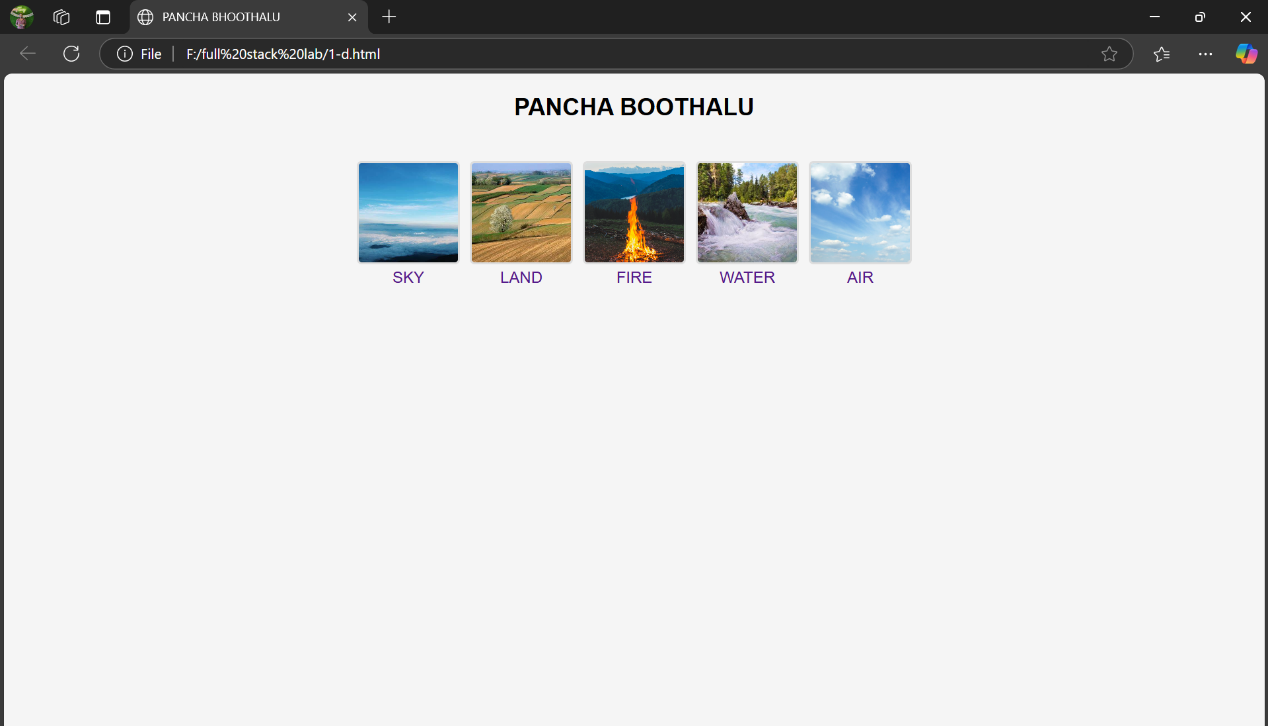 PANCHA BHOOTHALU
File F:/full%20stack%20lab/1-d.html
PANCHA BOOTHALU
SKY LAND FIRE WATER AIR